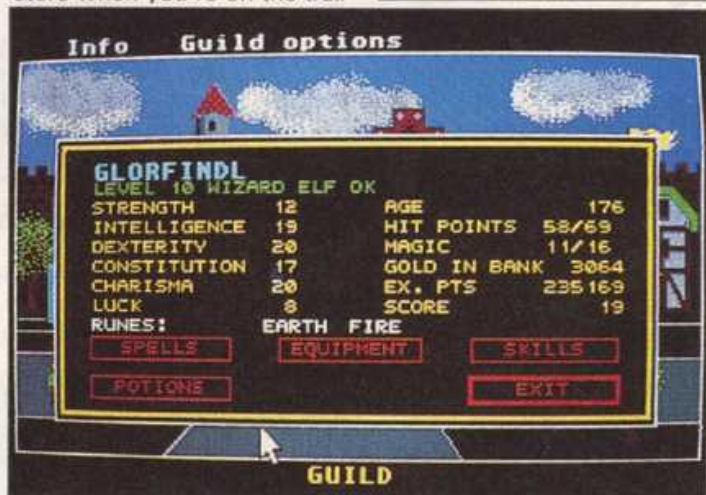 Info Guild options
GLORFINDL
LEVEL 10 WIZARD ELF OK
STRENGTH 12 AGE 176
INTELLIGENCE 19 HIT POINTS 58/69
DEXTERITY 20 MAGIC 11/16
CONSTITUTION 17 GOLD IN BANK 3064
CHARISMA 20 EX. PTS 235169
LUCK 8 SCORE 19
RUNES: EARTH FIRE
SPELLS EQUIPMENT SKILLS
POTIONS EXIT
GUILD